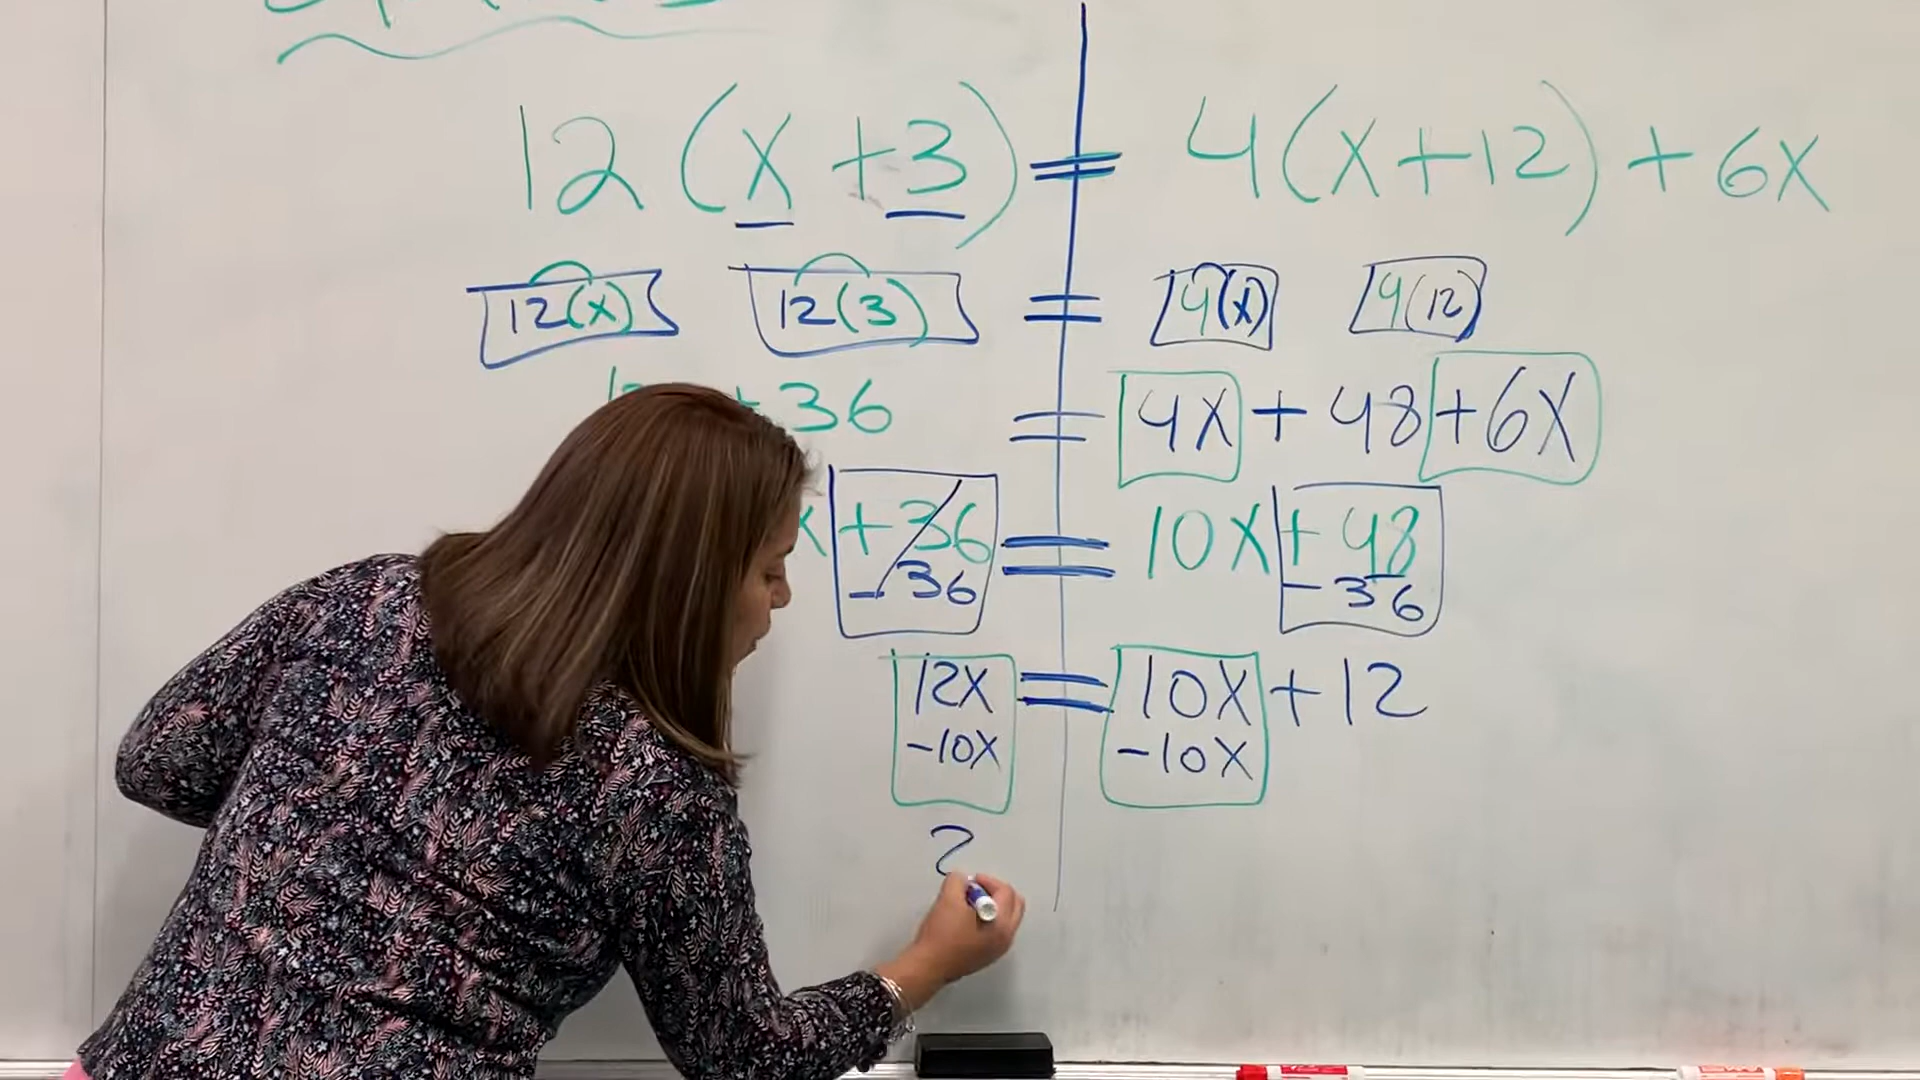 12 (x + 3) = 4(x+12) + 6x
12(x) 12(3) = 4(x) 4(12)
+ 36 = 4x + 48 + 6x
x + 36 = 10x + 48
- 36 - 36
12x = 10x + 12
-10x -10x
2